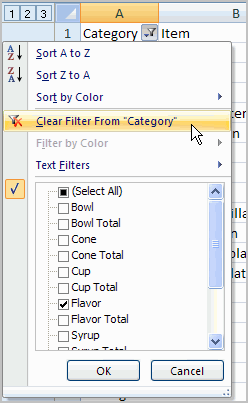 1 2 3 A
1 Category Item
Sort A to Z
Sort Z to A
Sort by Color
Clear Filter From "Category"
Filter by Color
Text Filters
(Select All)
Bowl
Bowl Total
Cone
Cone Total
Cup
Cup Total
Flavor
Flavor Total
Syrup
Syrup Total
OK Cancel